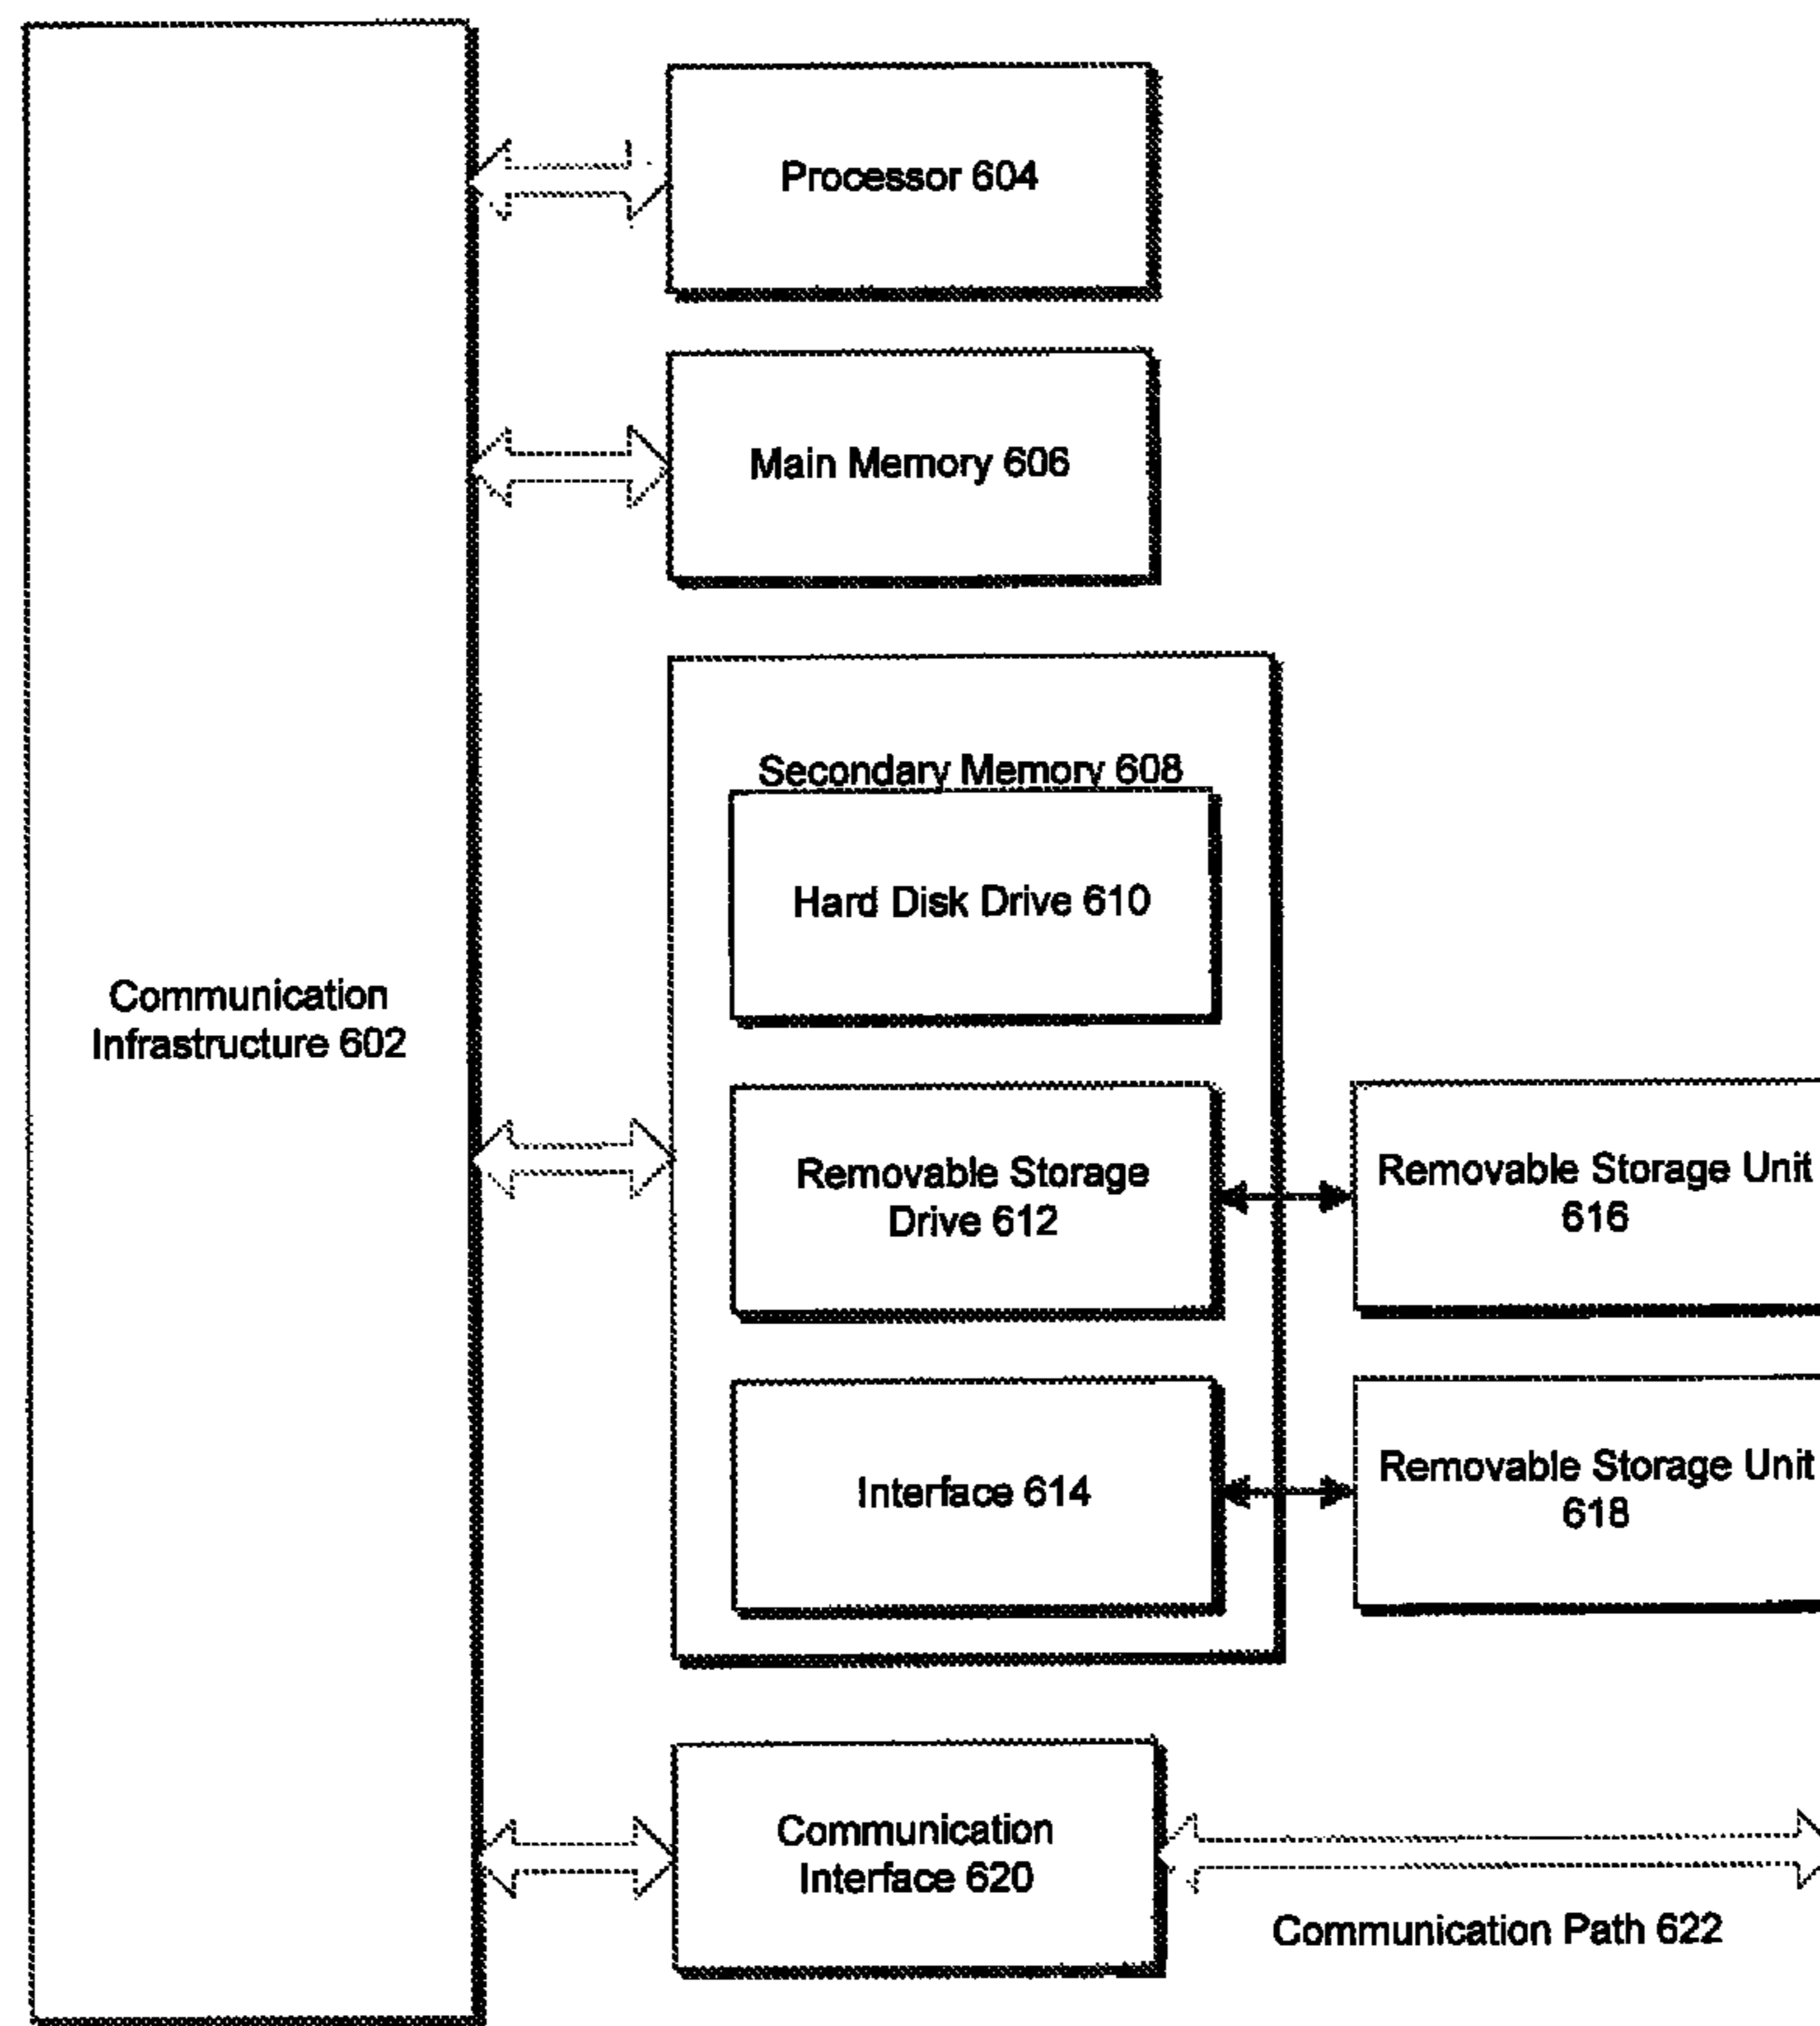 Processor 604
Main Memory 606
Secondary Memory 608
Hard Disk Drive 610
Communication
Infrastructure 602
Removable Storage
Drive 612
Removable Storage Unit
616
Interface 614
Removable Storage Unit
618
Communication
Interface 620
Communication Path 622